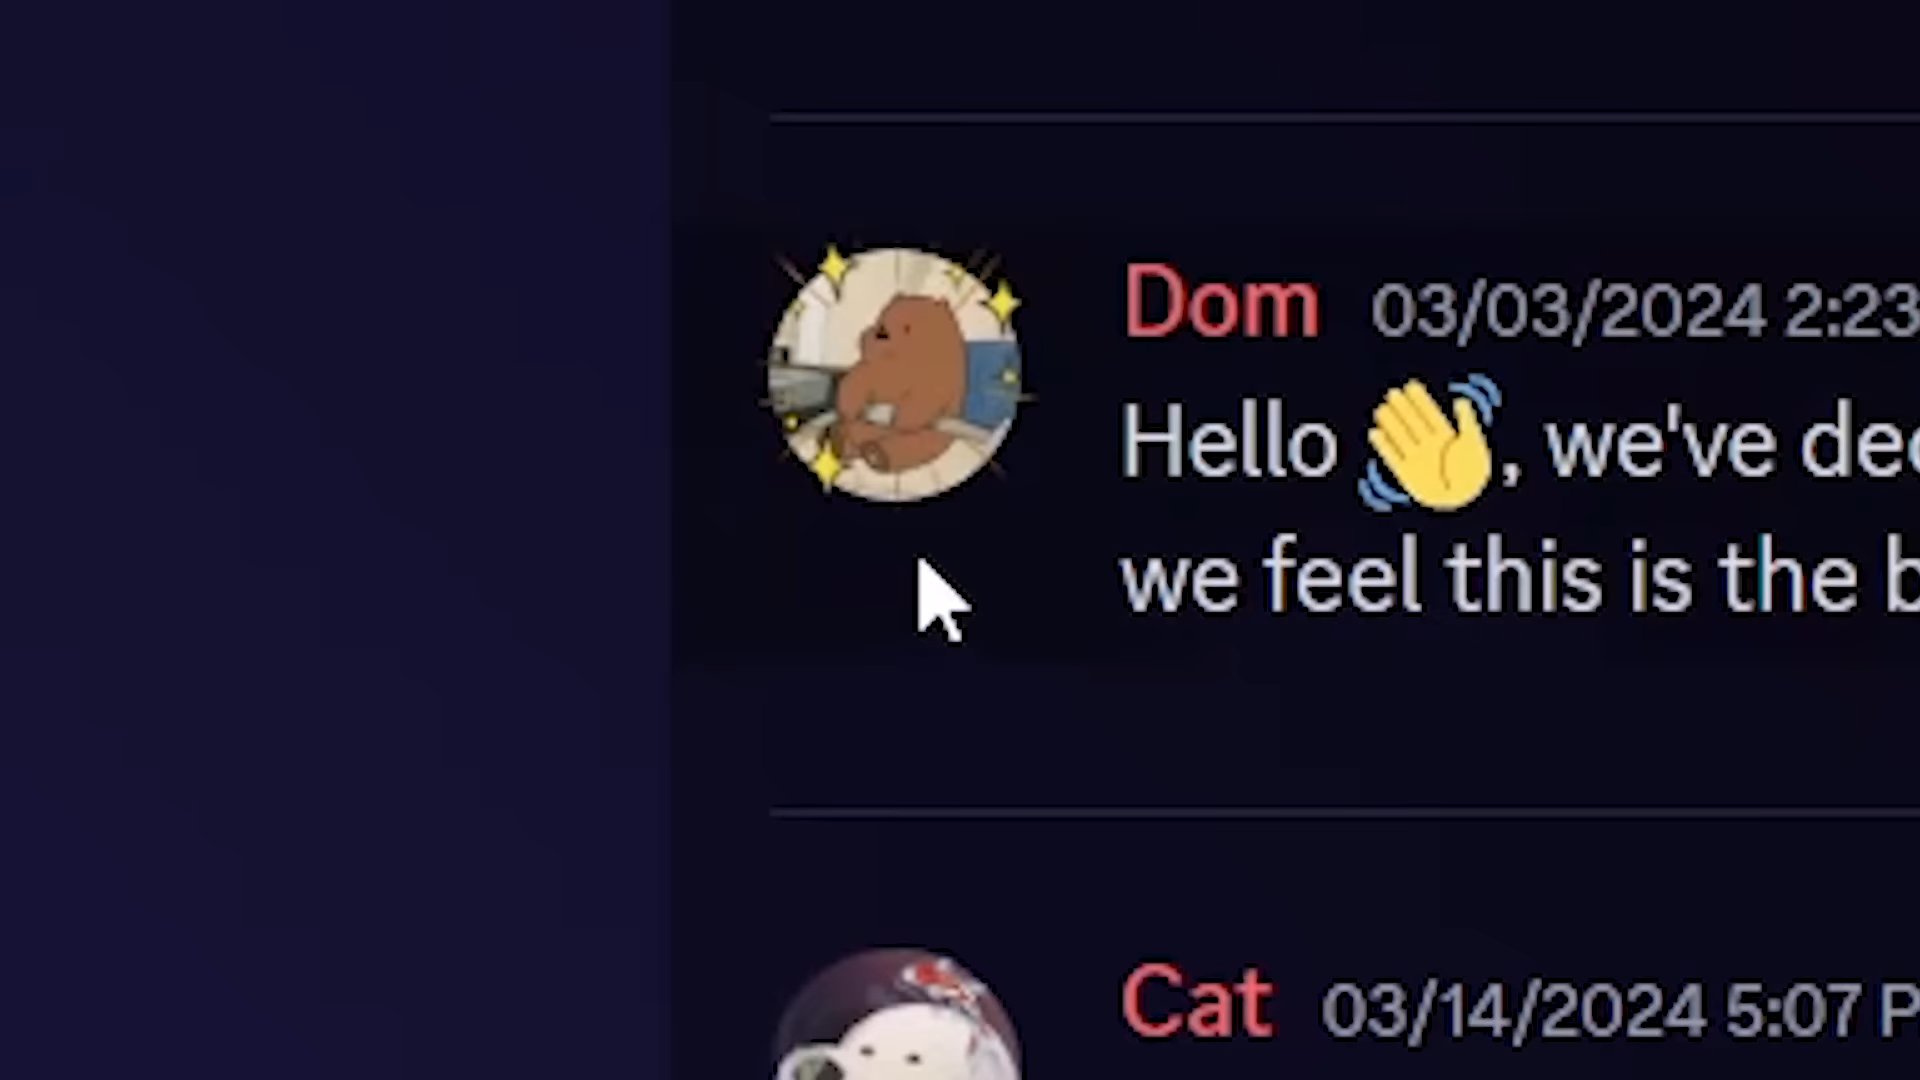 Dom 03/03/2024 2:23
Hello 👋, we've dec
we feel this is the b
Cat 03/14/2024 5:07 P